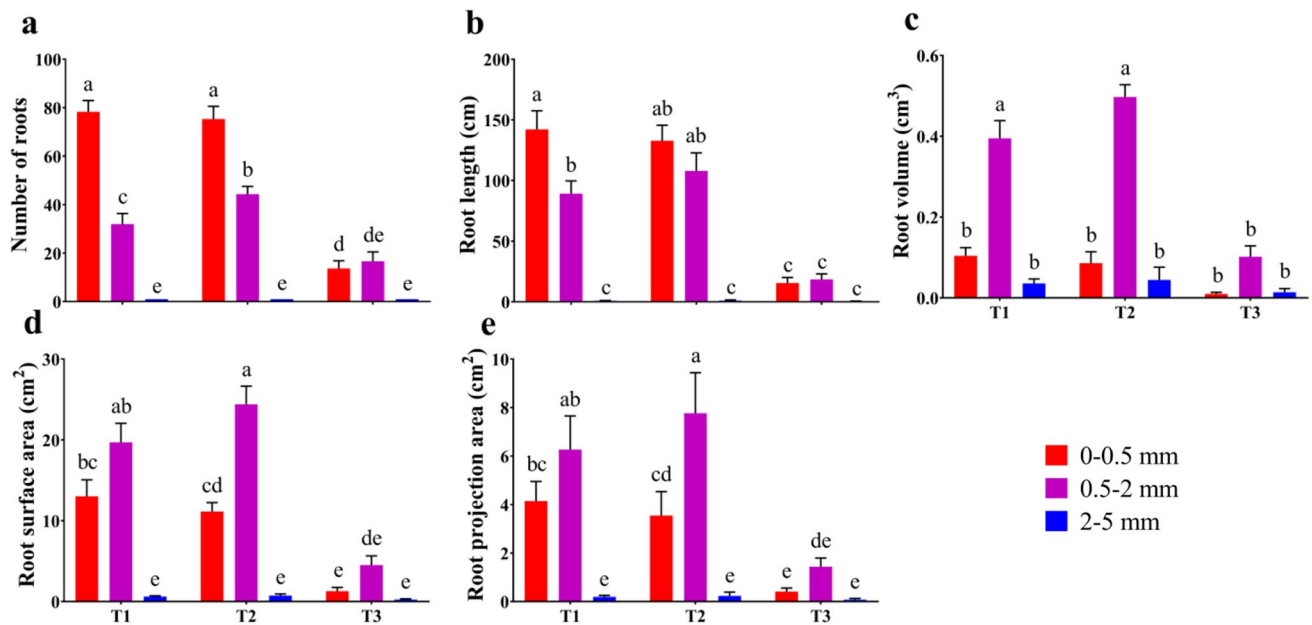 a
Number of roots
100
80
60
40
20
0
a
c
e
a
b
e
d
de
e
b
Root length (cm)
200
150
100
50
0
a
b
c
ab
ab
c
c
c
c
c
Root volume (cm³)
0.6
0.4
0.2
0.0
b
a
b
b
a
b
b
b
b
T1 T2 T3
d
Root surface area (cm²)
30
20
10
0
bc
ab
e
cd
a
e
e
de
e
T1 T2 T3
e
Root projection area (cm²)
10
8
6
4
2
0
bc
ab
e
cd
a
e
e
de
e
T1 T2 T3
0-0.5 mm
0.5-2 mm
2-5 mm